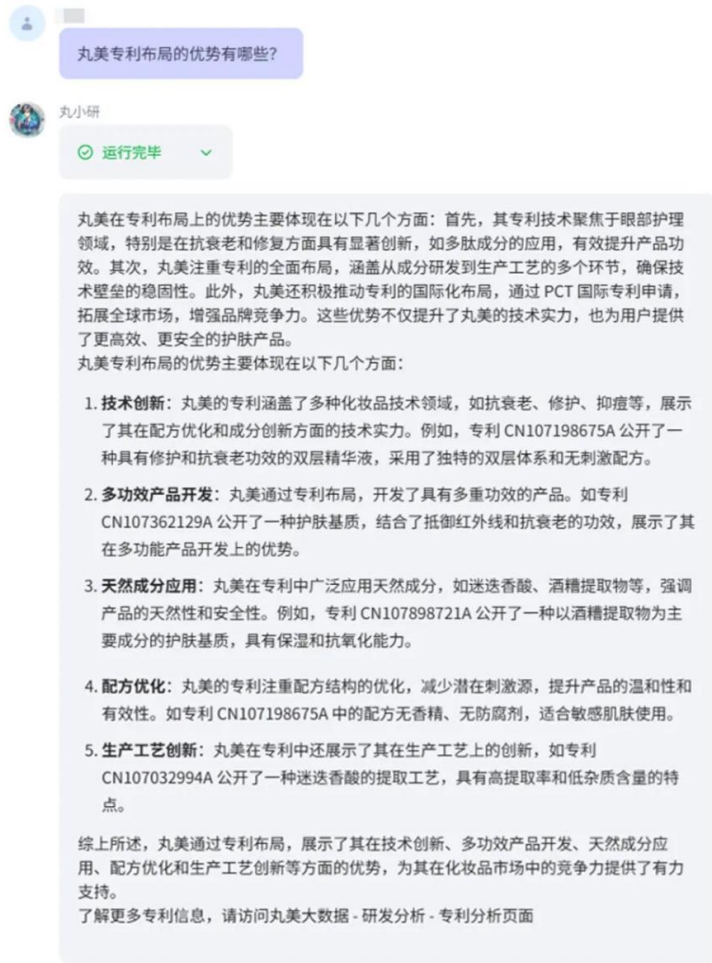 丸美专利布局的优势有哪些？
丸小研
运行完毕
丸美在专利布局上的优势主要体现在以下几个方面：首先，其专利技术聚焦于眼部护理
领域，特别是在抗衰老和修复方面具有显著创新，如多肽成分的应用，有效提升产品功
效。其次，丸美注重专利的全面布局，涵盖从成分研发到生产工艺的多个环节，确保技
术壁垒的稳固性。此外，丸美还积极推动专利的国际化布局，通过 PCT 国际专利申请，
拓展全球市场，增强品牌竞争力。这些优势不仅提升了丸美的技术实力，也为用户提供
了更高效、更安全的护肤产品。
丸美专利布局的优势主要体现在以下几个方面：
1. 技术创新：丸美的专利涵盖了多种化妆品技术领域，如抗衰老、修护、抑痘等，展示
了其在配方优化和成分创新方面的技术实力。例如，专利 CN107198675A 公开了一
种具有修护和抗衰老功效的双层精华液，采用了独特的双层体系和无刺激配方。
2. 多功效产品开发：丸美通过专利布局，开发了具有多重功效的产品。如专利
CN107362129A 公开了一种护肤基质，结合了抵御红外线和抗衰老的功效，展示了其
在多功能产品开发上的优势。
3. 天然成分应用：丸美在专利中广泛应用天然成分，如迷迭香酸、酒糟提取物等，强调
产品的天然性和安全性。例如，专利 CN107898721A 公开了一种以酒糟提取物为主
要成分的护肤基质，具有保湿和抗氧化能力。
4. 配方优化：丸美的专利注重配方结构的优化，减少潜在刺激源，提升产品的温和性和
有效性。如专利 CN107198675A 中的配方无香精、无防腐剂，适合敏感肌肤使用。
5. 生产工艺创新：丸美在专利中还展示了其在生产工艺上的创新，如专利
CN107032994A 公开了一种迷迭香酸的提取工艺，具有高提取率和低杂质含量的特
点。
综上所述，丸美通过专利布局，展示了其在技术创新、多功效产品开发、天然成分应
用、配方优化和生产工艺创新等方面的优势，为其在化妆品市场中的竞争力提供了有力
支持。
了解更多专利信息，请访问丸美大数据 - 研发分析 - 专利分析页面